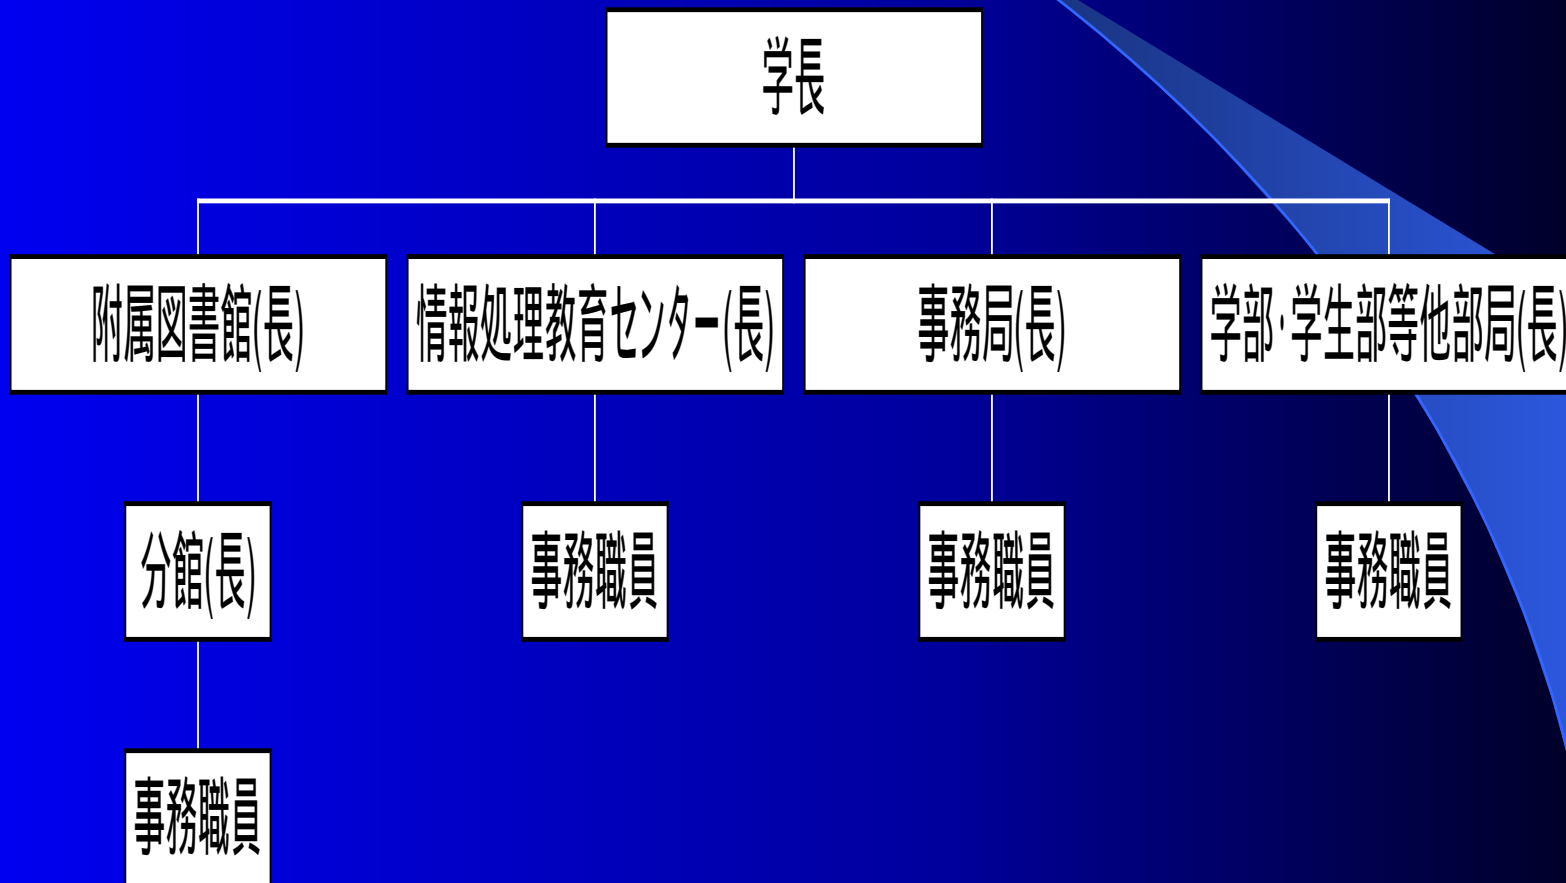 学長
附属図書館(長)
情報処理教育センター(長)
事務局(長)
学部・学生部等他部局(長)
分館(長)
事務職員
事務職員
事務職員
事務職員